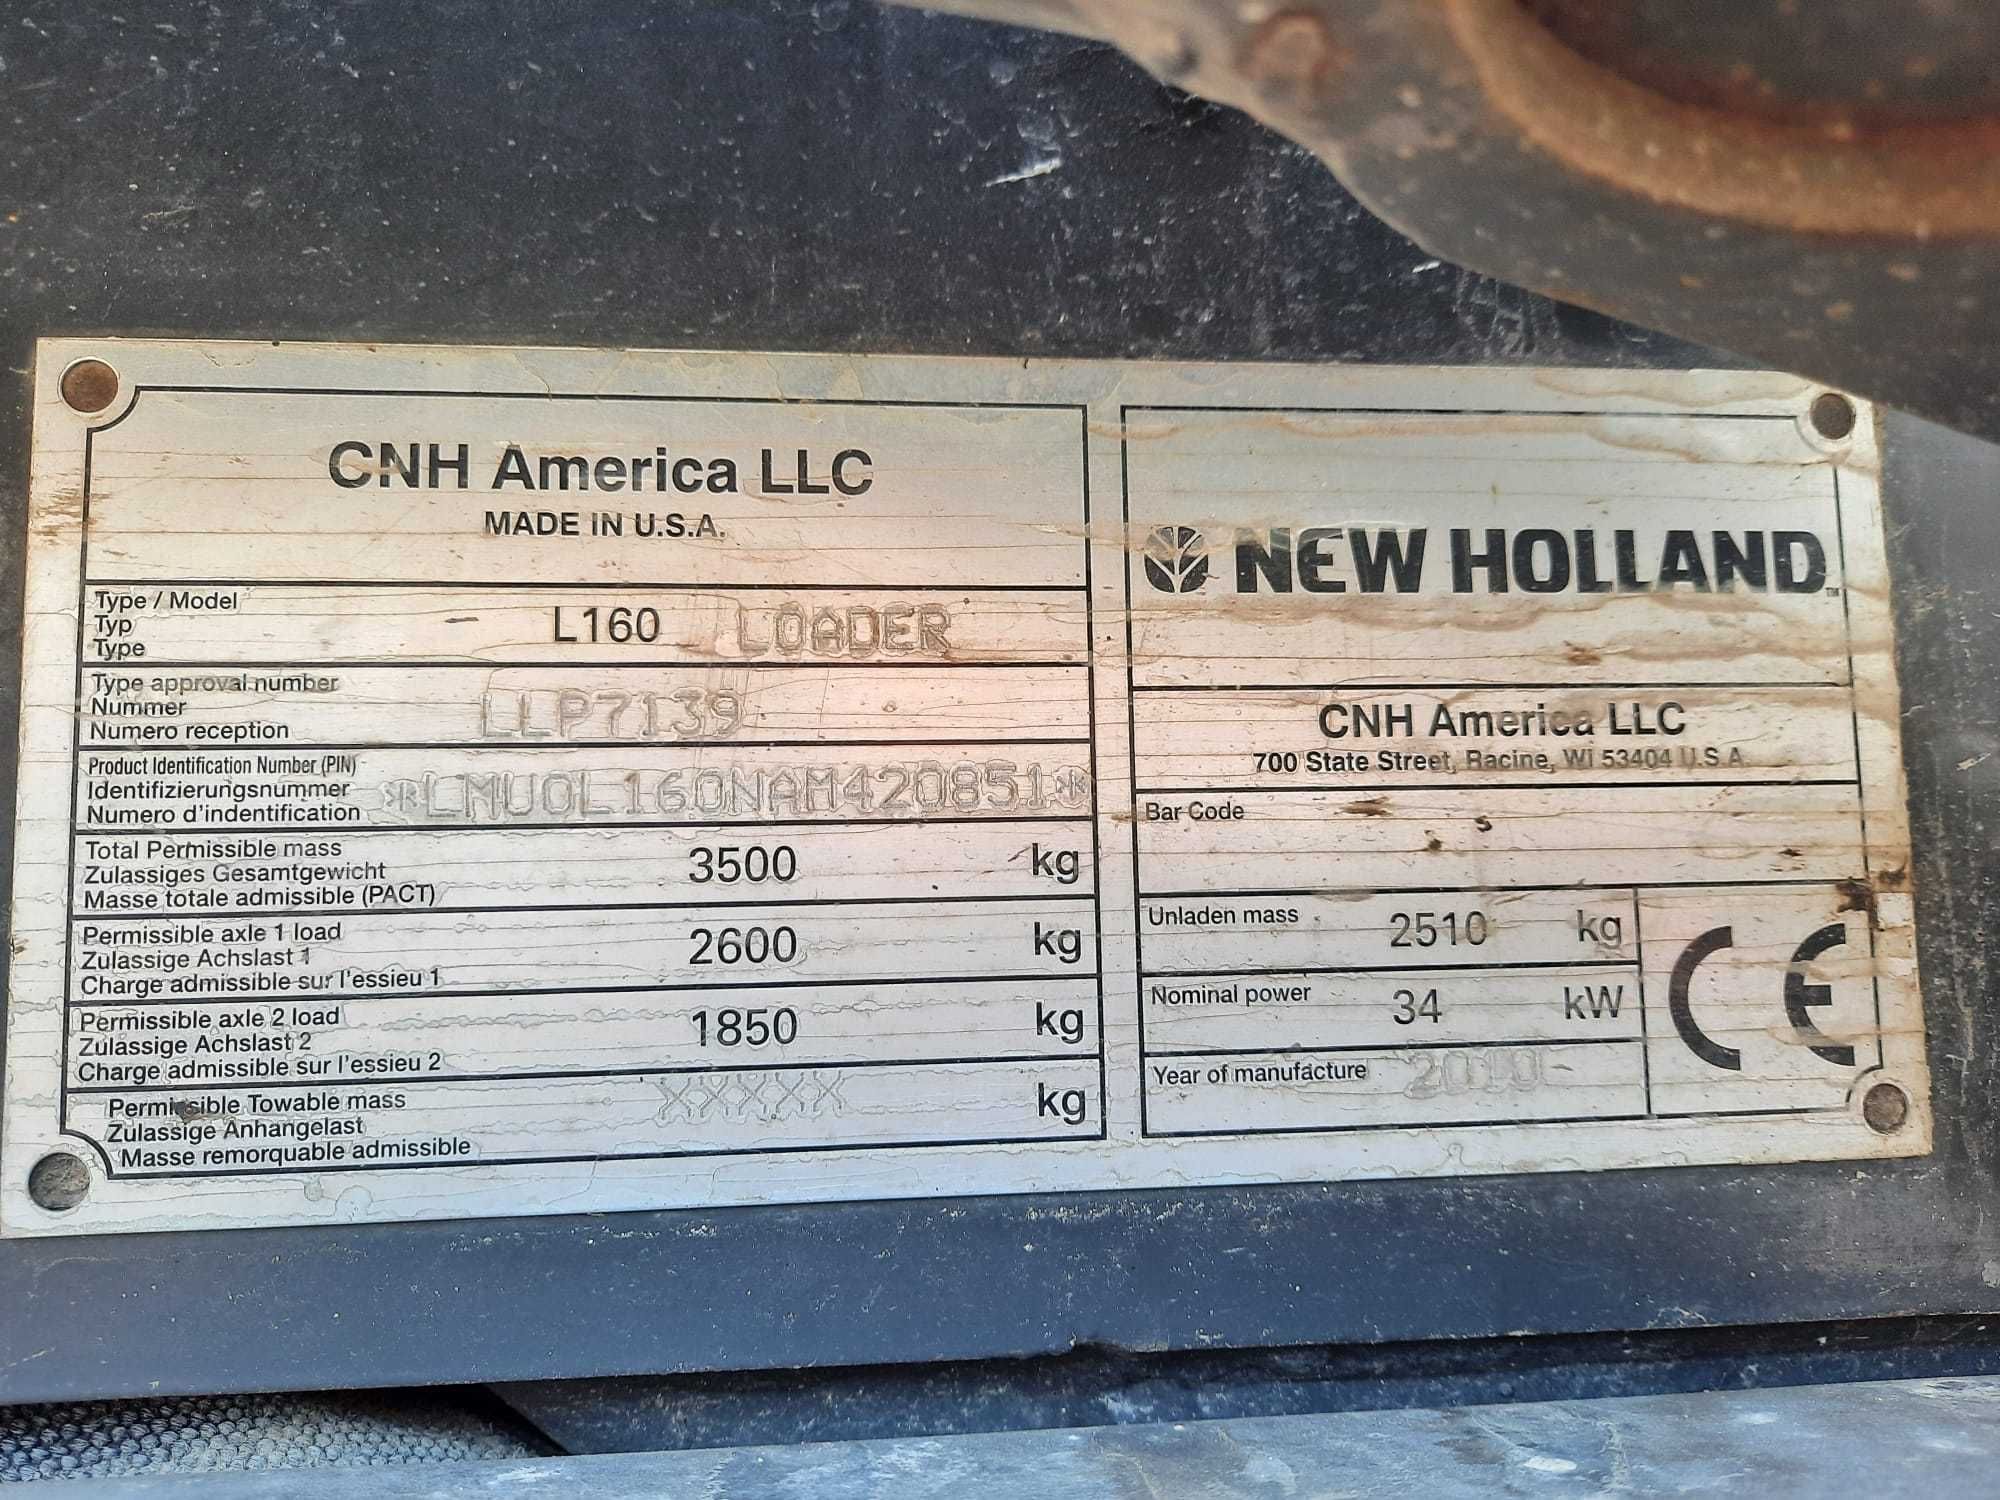 CNH America LLC
MADE IN U.S.A.
Type / Model
Typ
Type
L160 LOADER
Type approval number
Nummer
Numero reception
LLP7139
Product Identification Number (PIN)
Identifizierungsnummer
Numero d'indentification
Total Permissible mass
Zulassiges Gesamtgewicht
Masse totale admissible (PACT)
3500 kg
Permissible axle 1 load
Zulassige Achslast 1
Charge admissible sur l'essieu 1
2600 kg
Permissible axle 2 load
Zulassige Achslast 2
Charge admissible sur l'essieu 2
1850 kg
Permissible Towable mass
Zulassige Anhangelast
Masse remorquable admissible
XXXXX kg
NEW HOLLAND
CNH America LLC
700 State Street, Racine, WI 53404 U.S.A.
Bar Code
Unladen mass 2510 kg
Nominal power 34 kW
Year of manufacture 2010
CE